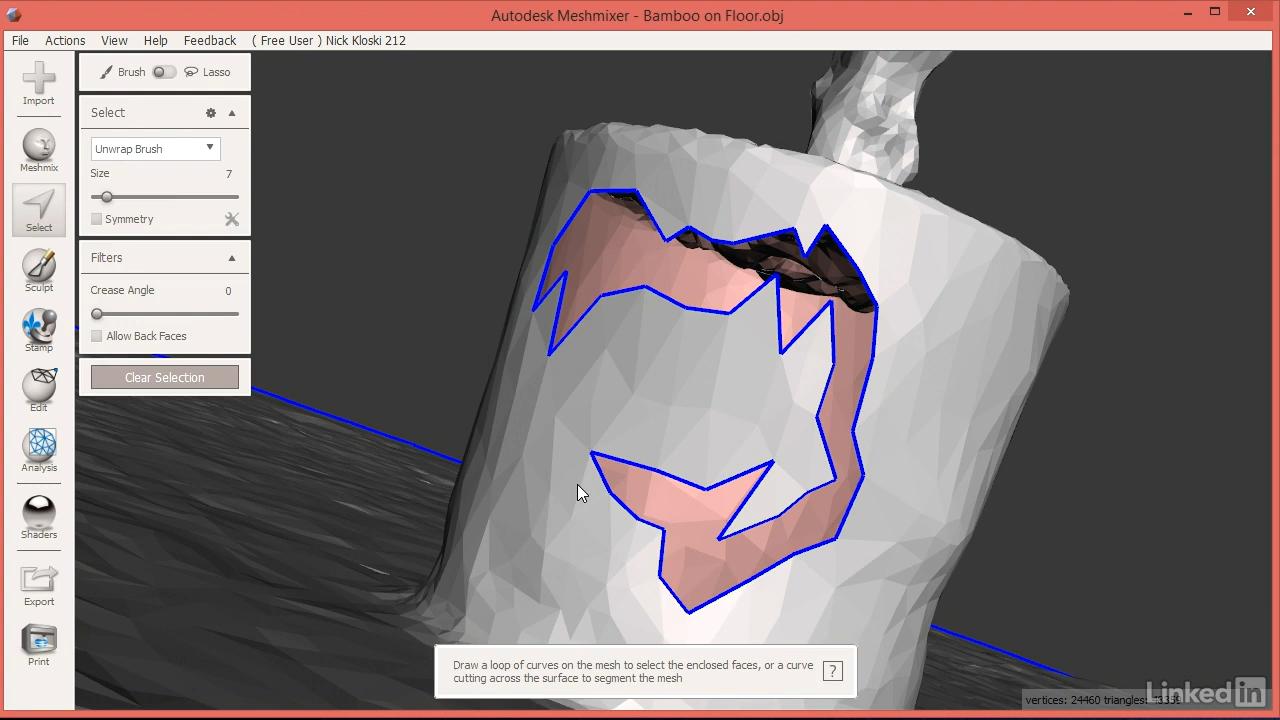 Autodesk Meshmixer - Bamboo on Floor.obj
File Actions View Help Feedback ( Free User ) Nick Kloski 212
Import
Meshmix
Select
Sculpt
Stamp
Edit
Analysis
Shaders
Export
Print
Brush Lasso
Select
Unwrap Brush
Size 7
Symmetry
Filters
Crease Angle 0
Allow Back Faces
Clear Selection
Draw a loop of curves on the mesh to select the enclosed faces, or a curve
cutting across the surface to segment the mesh
?
vertices: 24460 triangles:
Linked in